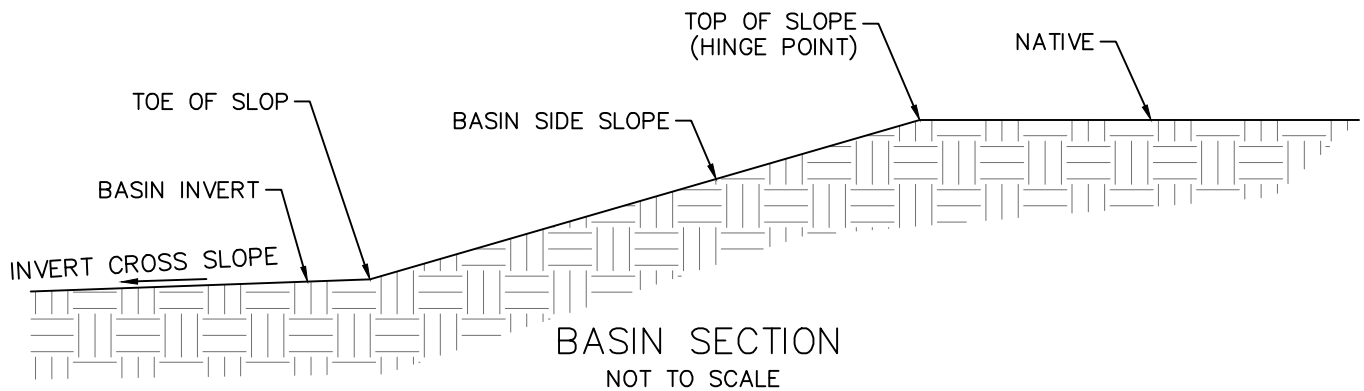 TOP OF SLOPE
(HINGE POINT)
NATIVE
TOE OF SLOP
BASIN SIDE SLOPE
BASIN INVERT
INVERT CROSS SLOPE
BASIN SECTION
NOT TO SCALE